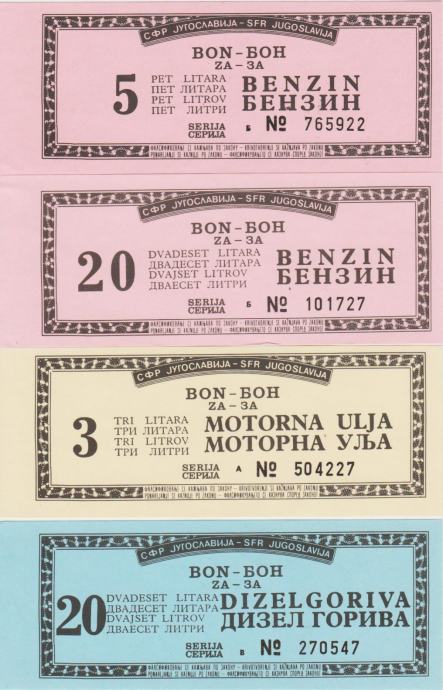 СФР ЈУГОСЛАВИЈА - SFR JUGOSLAVIJA
BON-БОН
ZA-ЗА
5 PET LITARA BENZIN
ПЕТ ЛИТАРА БЕНЗИН
PET LITROV
ПЕТ ЛИТРИ
SERIJA Б № 765922
СЕРИЈА
СФР ЈУГОСЛАВИЈА - SFR JUGOSLAVIJA
BON-БОН
ZA-ЗА
20 DVADESET LITARA BENZIN
ДВАДЕСЕТ ЛИТАРА БЕНЗИН
DVAJSET LITROV
ДВАЕСЕТ ЛИТРИ
SERIJA Б № 101727
СЕРИЈА
СФР ЈУГОСЛАВИЈА - SFR JUGOSLAVIJA
BON-БОН
ZA-ЗА
3 TRI LITARA MOTORNA ULJA
ТРИ ЛИТАРА МОТОРНА УЉА
TRI LITROV
ТРИ ЛИТРИ
SERIJA А № 504227
СЕРИЈА
СФР ЈУГОСЛАВИЈА - SFR JUGOSLAVIJA
BON-БОН
ZA-ЗА
20 DVADESET LITARA DIZELGORIVA
ДВАДЕСЕТ ЛИТАРА ДИЗЕЛ ГОРИВА
DVAJSET LITROV
ДВАЕСЕТ ЛИТРИ
SERIJA В № 270547
СЕРИЈА